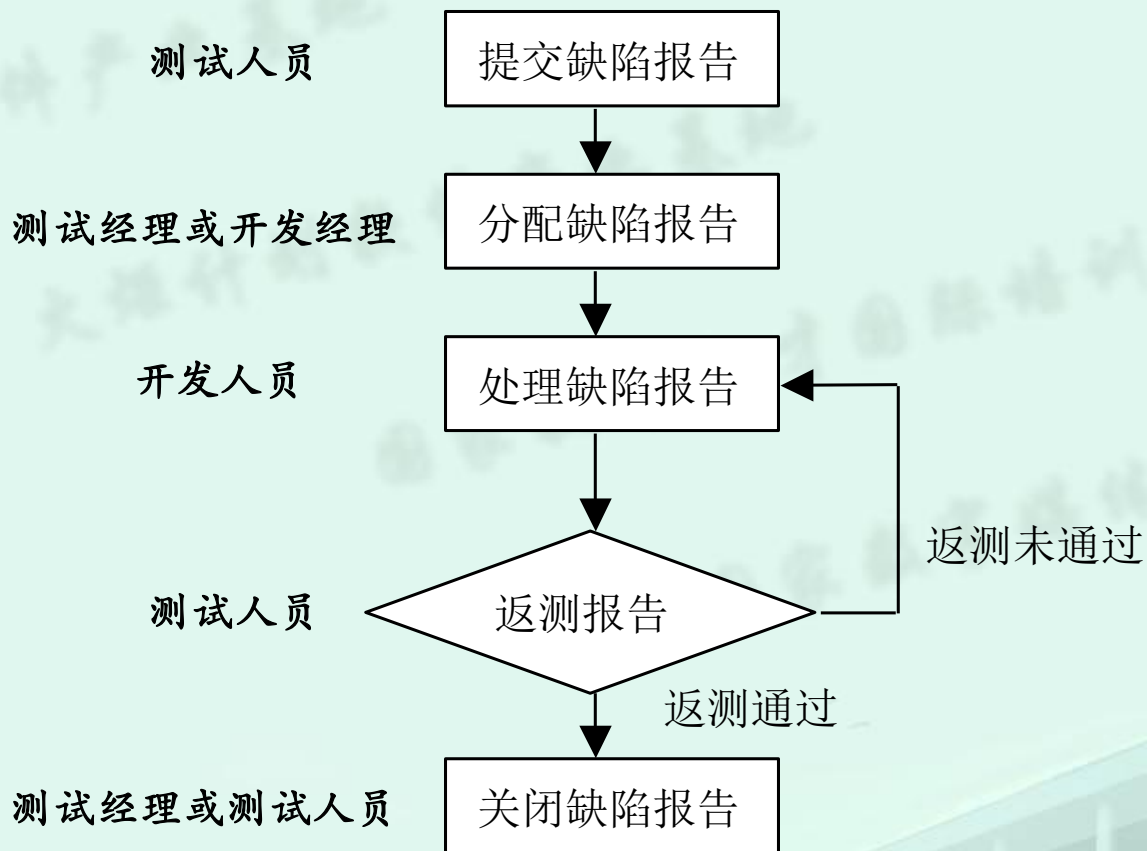 测试人员
提交缺陷报告
测试经理或开发经理
分配缺陷报告
开发人员
处理缺陷报告
返测未通过
测试人员
返测报告
返测通过
测试经理或测试人员
关闭缺陷报告